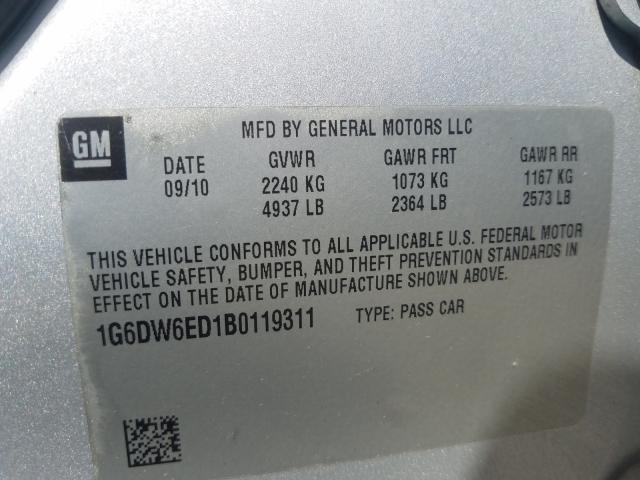 GM
MFD BY GENERAL MOTORS LLC
DATE GVWR GAWR FRT GAWR RR
09/10 2240 KG 1073 KG 1167 KG
4937 LB 2364 LB 2573 LB
THIS VEHICLE CONFORMS TO ALL APPLICABLE U.S. FEDERAL MOTOR
VEHICLE SAFETY, BUMPER, AND THEFT PREVENTION STANDARDS IN
EFFECT ON THE DATE OF MANUFACTURE SHOWN ABOVE.
1G6DW6ED1B0119311 TYPE: PASS CAR